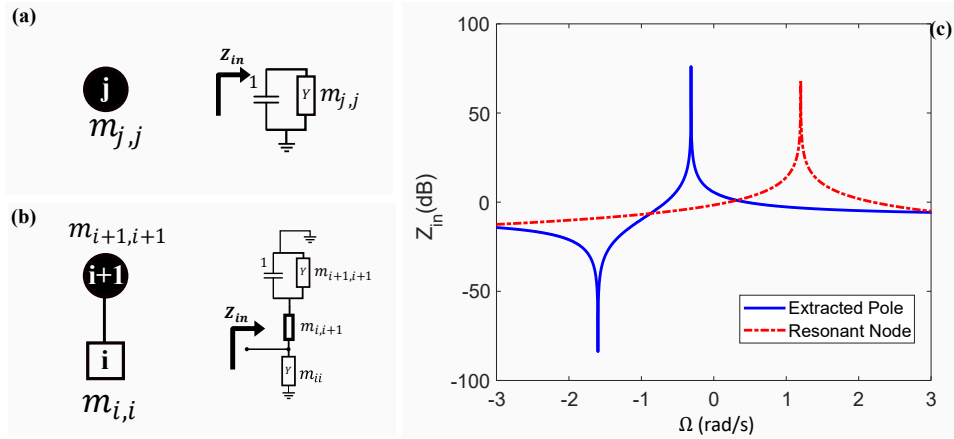 (a)
j
m_{j,j}
z_{in}
1
Y
m_{j,j}
(b)
m_{i+1,i+1}
i+1
i
m_{i,i}
1
Y
m_{i+1,i+1}
z_{in}
m_{i,i+1}
Y
m_{ii}
(c)
100
50
0
-50
-100
Z_{in}(dB)
-3 -2 -1 0 1 2 3
Ω (rad/s)
Extracted Pole
Resonant Node